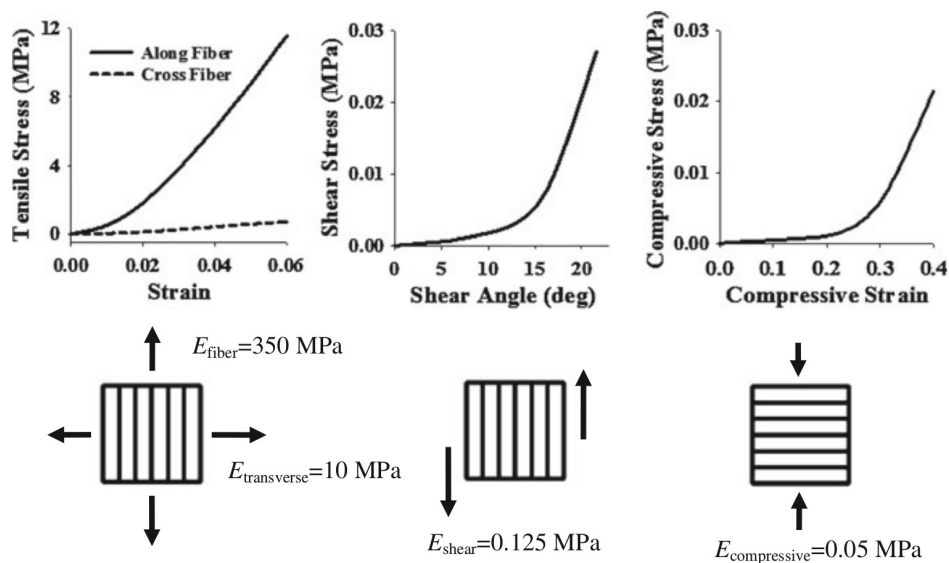 Tensile Stress (MPa)
12
8
4
0
0.00 0.02 0.04 0.06
Strain
Along Fiber
Cross Fiber
Shear Stress (MPa)
0.03
0.02
0.01
0.00
0 5 10 15 20
Shear Angle (deg)
Compressive Stress (MPa)
0.03
0.02
0.01
0.00
0.0 0.1 0.2 0.3 0.4
Compressive Strain
Efiber=350 MPa
Etransverse=10 MPa
Eshear=0.125 MPa
Ecompressive=0.05 MPa